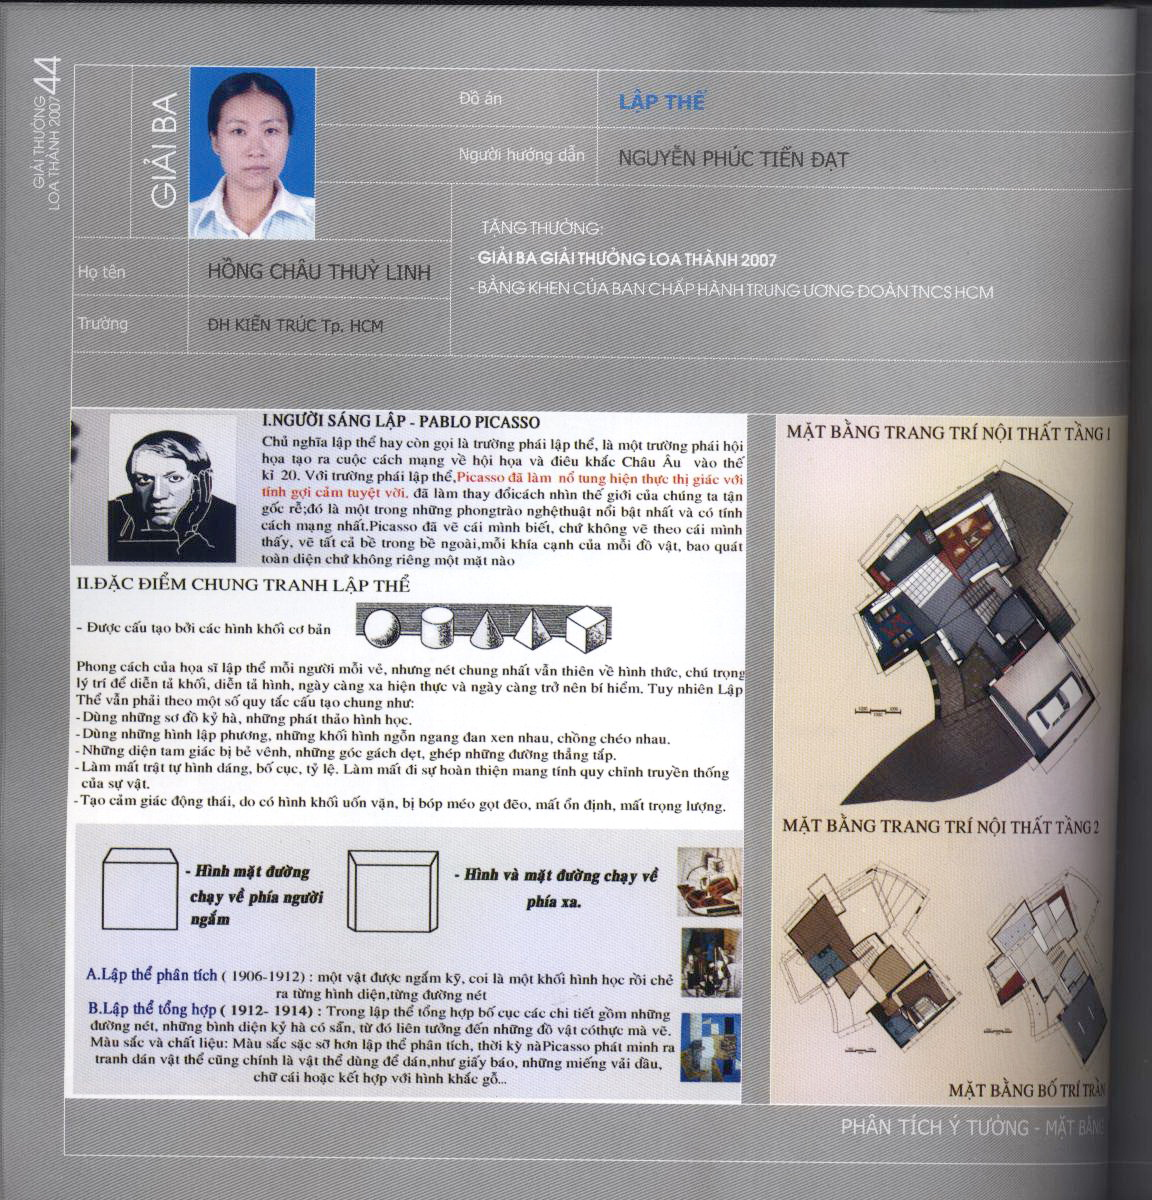 GIẢI THƯỞNG
LOA THÀNH 2007
44
GIẢI BA
Đồ án
LẬP THỂ
Người hướng dẫn
NGUYỄN PHÚC TIẾN ĐẠT
TẶNG THƯỞNG:
- GIẢI BA GIẢI THƯỞNG LOA THÀNH 2007
- BẰNG KHEN CỦA BAN CHẤP HÀNH TRUNG ƯƠNG ĐOÀN TNCS HCM
Họ tên
HỒNG CHÂU THUỲ LINH
Trường
ĐH KIẾN TRÚC Tp. HCM
I.NGƯỜI SÁNG LẬP - PABLO PICASSO
Chủ nghĩa lập thể hay còn gọi là trường phái lập thể, là một trường phái hội
họa tạo ra cuộc cách mạng về hội họa và điêu khắc Châu Âu vào thế
kỉ 20. Với trường phái lập thể,Picasso đã làm nổ tung hiện thực thị giác với
tính gợi cảm tuyệt vời. đã làm thay đổicách nhìn thế giới của chúng ta tận
gốc rễ;đó là một trong những phongtrào nghệthuật nổi bật nhất và có tính
cách mạng nhất.Picasso đã vẽ cái mình biết, chứ không vẽ theo cái mình
thấy, vẽ tất cả bề trong bề ngoài,mỗi khía cạnh của mỗi đồ vật, bao quát
toàn diện chứ không riêng một mặt nào
II.ĐẶC ĐIỂM CHUNG TRANH LẬP THỂ
- Được cấu tạo bởi các hình khối cơ bản
Phong cách của họa sĩ lập thể mỗi người mỗi vẻ, nhưng nét chung nhất vẫn thiên về hình thức, chú trọng
lý trí để diễn tả khối, diễn tả hình, ngày càng xa hiện thực và ngày càng trở nên bí hiểm. Tuy nhiên Lập
Thể vẫn phải theo một số quy tắc cấu tạo chung như:
- Dùng những sơ đồ kỷ hà, những phát thảo hình học.
- Dùng những hình lập phương, những khối hình ngổn ngang đan xen nhau, chồng chéo nhau.
- Những diện tam giác bị bẻ vênh, những góc gách dẹt, ghép những đường thẳng tắp.
- Làm mất trật tự hình dáng, bố cục, tỷ lệ. Làm mất đi sự hoàn thiện mang tính quy chỉnh truyền thống
của sự vật.
- Tạo cảm giác động thái, do có hình khối uốn vặn, bị bóp méo gọt đẽo, mất ổn định, mất trọng lượng.
- Hình mặt đường
chạy về phía người
ngắm
- Hình và mặt đường chạy về
phía xa.
A.Lập thể phân tích ( 1906-1912) : một vật được ngắm kỹ, coi là một khối hình học rồi chẻ
ra từng hình diện,từng đường nét
B.Lập thể tổng hợp ( 1912- 1914) : Trong lập thể tổng hợp bố cục các chi tiết gồm những
đường nét, những bình diện kỷ hà có sẵn, từ đó liên tưởng đến những đồ vật cóthực mà vẽ.
Màu sắc và chất liệu: Màu sắc sặc sỡ hơn lập thể phân tích, thời kỳ nàPicasso phát minh ra
tranh dán vật thể cũng chính là vật thể dùng để dán,như giấy báo, những miếng vải dầu,
chữ cái hoặc kết hợp với hình khắc gỗ...
MẶT BẰNG TRANG TRÍ NỘI THẤT TẦNG 1
MẶT BẰNG TRANG TRÍ NỘI THẤT TẦNG 2
MẶT BẰNG BỐ TRÍ TRẦN
PHÂN TÍCH Ý TƯỞNG - MẶT BẰNG